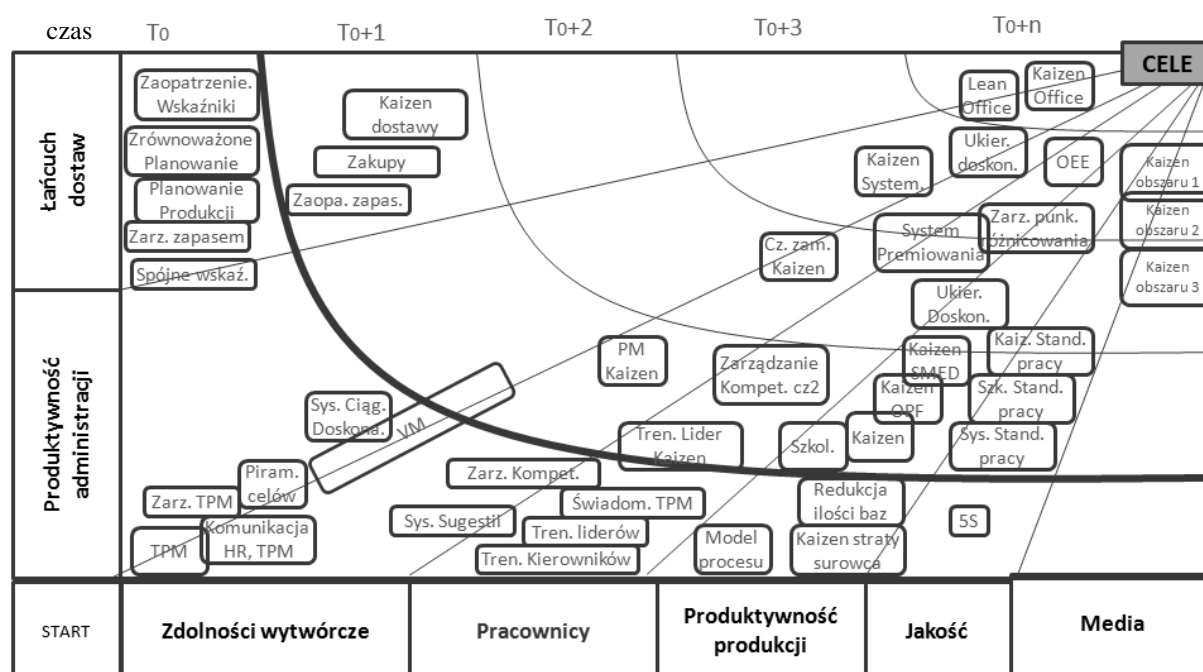 czas
T0
T0+1
T0+2
T0+3
T0+n
CELE
Łańcuch
dostaw
Zaopatrzenie.
Wskaźniki
Zrównoważone
Planowanie
Planowanie
Produkcji
Zarz. zapasem
Spójne wskaź.
Kaizen
dostawy
Zakupy
Zaopa. zapas.
Lean
Office
Kaizen
Office
Kaizen
System.
Ukier.
doskon.
OEE
Kaizen
obszaru 1
Kaizen
obszaru 2
Kaizen
obszaru 3
Cz. zam.
Kaizen
System
Premiowania
Zarz. punk.
różnicowania
Ukier.
Doskon.
Produktywność
administracji
PM
Kaizen
Zarządzanie
Kompet. cz2
Kaizen
SMED
Kaiz. Stand.
pracy
Kaizen
OPF
Szk. Stand.
pracy
Sys. Ciąg.
Doskona.
VM
Tren. Lider
Kaizen
Szkol.
Kaizen
Sys. Stand.
pracy
Piram.
celów
Zarz. Kompet.
Zarz. TPM
Świadom. TPM
Redukcja
ilości baz
5S
Komunikacja
HR, TPM
TPM
Sys. Sugestii
Tren. liderów
Tren. Kierowników
Model
procesu
Kaizen straty
surowca
START
Zdolności wytwórcze
Pracownicy
Produktywność
produkcji
Jakość
Media